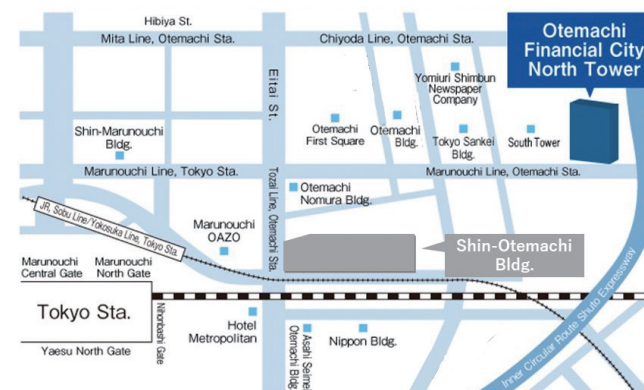 Hibiya St.
Mita Line, Otemachi Sta.
Chiyoda Line, Otemachi Sta.
Otemachi
Financial City
North Tower
Eitai St.
Yomiuri Shimbun
Newspaper
Company
Shin-Marunouchi
Bldg.
Otemachi
First Square
Otemachi
Bldg.
Tokyo Sankei
Bldg.
South Tower
Marunouchi Line, Tokyo Sta.
Tozai Line, Otemachi Sta.
Marunouchi Line, Otemachi Sta.
Otemachi
Nomura Bldg.
JR, Sobu Line/Yokosuka Line, Tokyo Sta.
Marunouchi
OAZO
Shin-Otemachi
Bldg.
Marunouchi
Central Gate
Marunouchi
North Gate
Inner Circular Route Shuto Expressway
Tokyo Sta.
Nihonbashi Gate
Hotel
Metropolitan
Asahi Seimei
Otemachi Bldg.
Nippon Bldg.
Yaesu North Gate